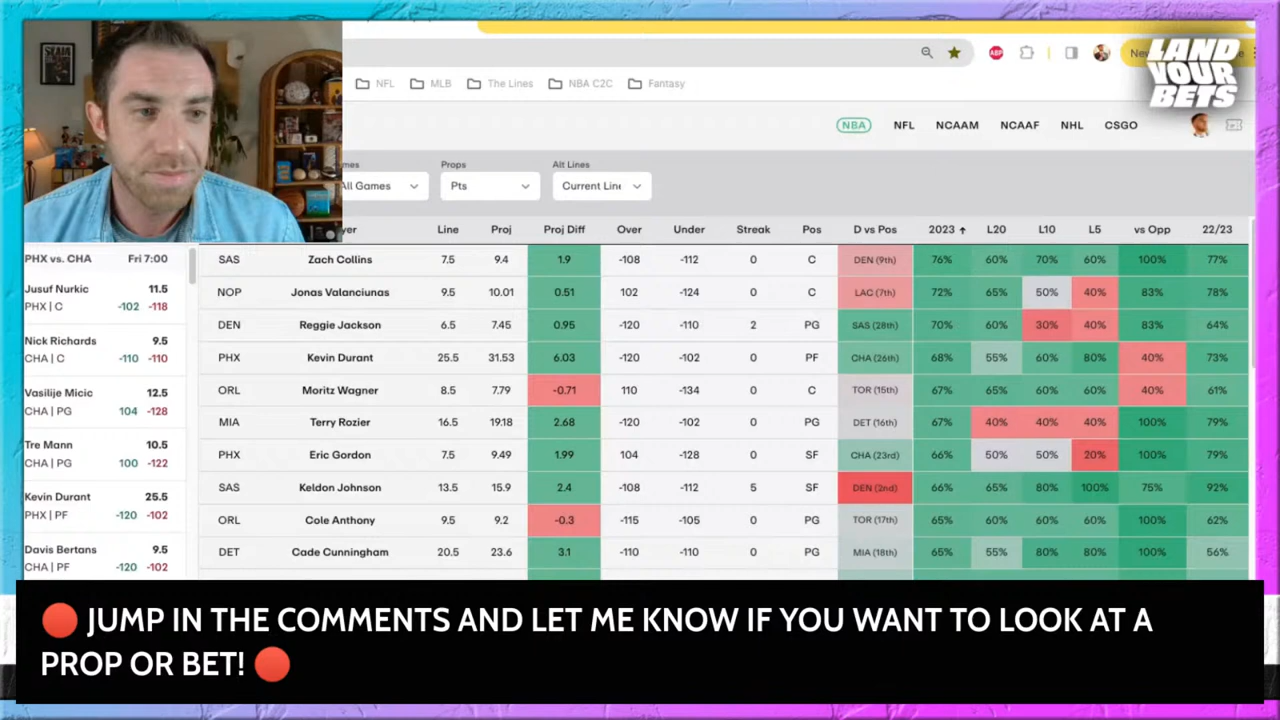 LAND
YOUR
BETS
NFL
MLB
The Lines
NBA C2C
Fantasy
NBA NFL NCAAM NCAAF NHL CSGO
Props Alt Lines
All Games Pts Current Line
Line Proj Proj Diff Over Under Streak Pos D vs Pos 2023 ↑ L20 L10 L5 vs Opp 22/23
PHX vs. CHA Fri 7:00
Jusuf Nurkic 11.5
PHX | C -102 -118
Nick Richards 9.5
CHA | C -110 -110
Vasilije Micic 12.5
CHA | PG 104 -128
Tre Mann 10.5
CHA | PG 100 -122
Kevin Durant 25.5
PHX | PF -120 -102
Davis Bertans 9.5
CHA | PF -120 -102
SAS Zach Collins 7.5 9.4 1.9 -108 -112 0 C DEN (9th) 76% 60% 70% 60% 100% 77%
NOP Jonas Valanciunas 9.5 10.01 0.51 102 -124 0 C LAC (7th) 72% 65% 50% 40% 83% 78%
DEN Reggie Jackson 6.5 7.45 0.95 -120 -110 2 PG SAS (28th) 70% 60% 30% 40% 83% 64%
PHX Kevin Durant 25.5 31.53 6.03 -120 -102 0 PF CHA (26th) 68% 55% 60% 80% 40% 73%
ORL Moritz Wagner 8.5 7.79 -0.71 110 -134 0 C TOR (15th) 67% 65% 60% 60% 40% 61%
MIA Terry Rozier 16.5 19.18 2.68 -120 -102 0 PG DET (16th) 67% 40% 40% 40% 100% 79%
PHX Eric Gordon 7.5 9.49 1.99 104 -128 0 SF CHA (23rd) 66% 50% 50% 20% 100% 79%
SAS Keldon Johnson 13.5 15.9 2.4 -108 -112 5 SF DEN (2nd) 66% 65% 80% 100% 75% 92%
ORL Cole Anthony 9.5 9.2 -0.3 -115 -105 0 PG TOR (17th) 65% 60% 60% 60% 100% 62%
DET Cade Cunningham 20.5 23.6 3.1 -110 -110 0 PG MIA (18th) 65% 55% 80% 80% 100% 56%
🔴 JUMP IN THE COMMENTS AND LET ME KNOW IF YOU WANT TO LOOK AT A
PROP OR BET! 🔴